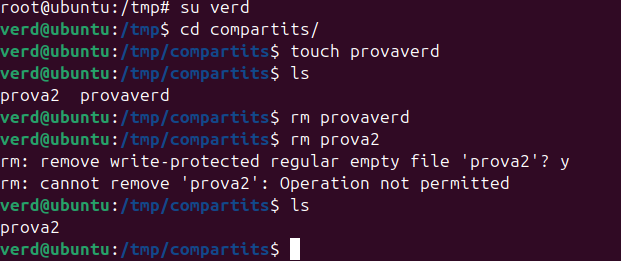 root@ubuntu:/tmp# su verd
verd@ubuntu:/tmp$ cd compartits/
verd@ubuntu:/tmp/compartits$ touch provaverd
verd@ubuntu:/tmp/compartits$ ls
prova2  provaverd
verd@ubuntu:/tmp/compartits$ rm provaverd
verd@ubuntu:/tmp/compartits$ rm prova2
rm: remove write-protected regular empty file 'prova2'? y
rm: cannot remove 'prova2': Operation not permitted
verd@ubuntu:/tmp/compartits$ ls
prova2
verd@ubuntu:/tmp/compartits$